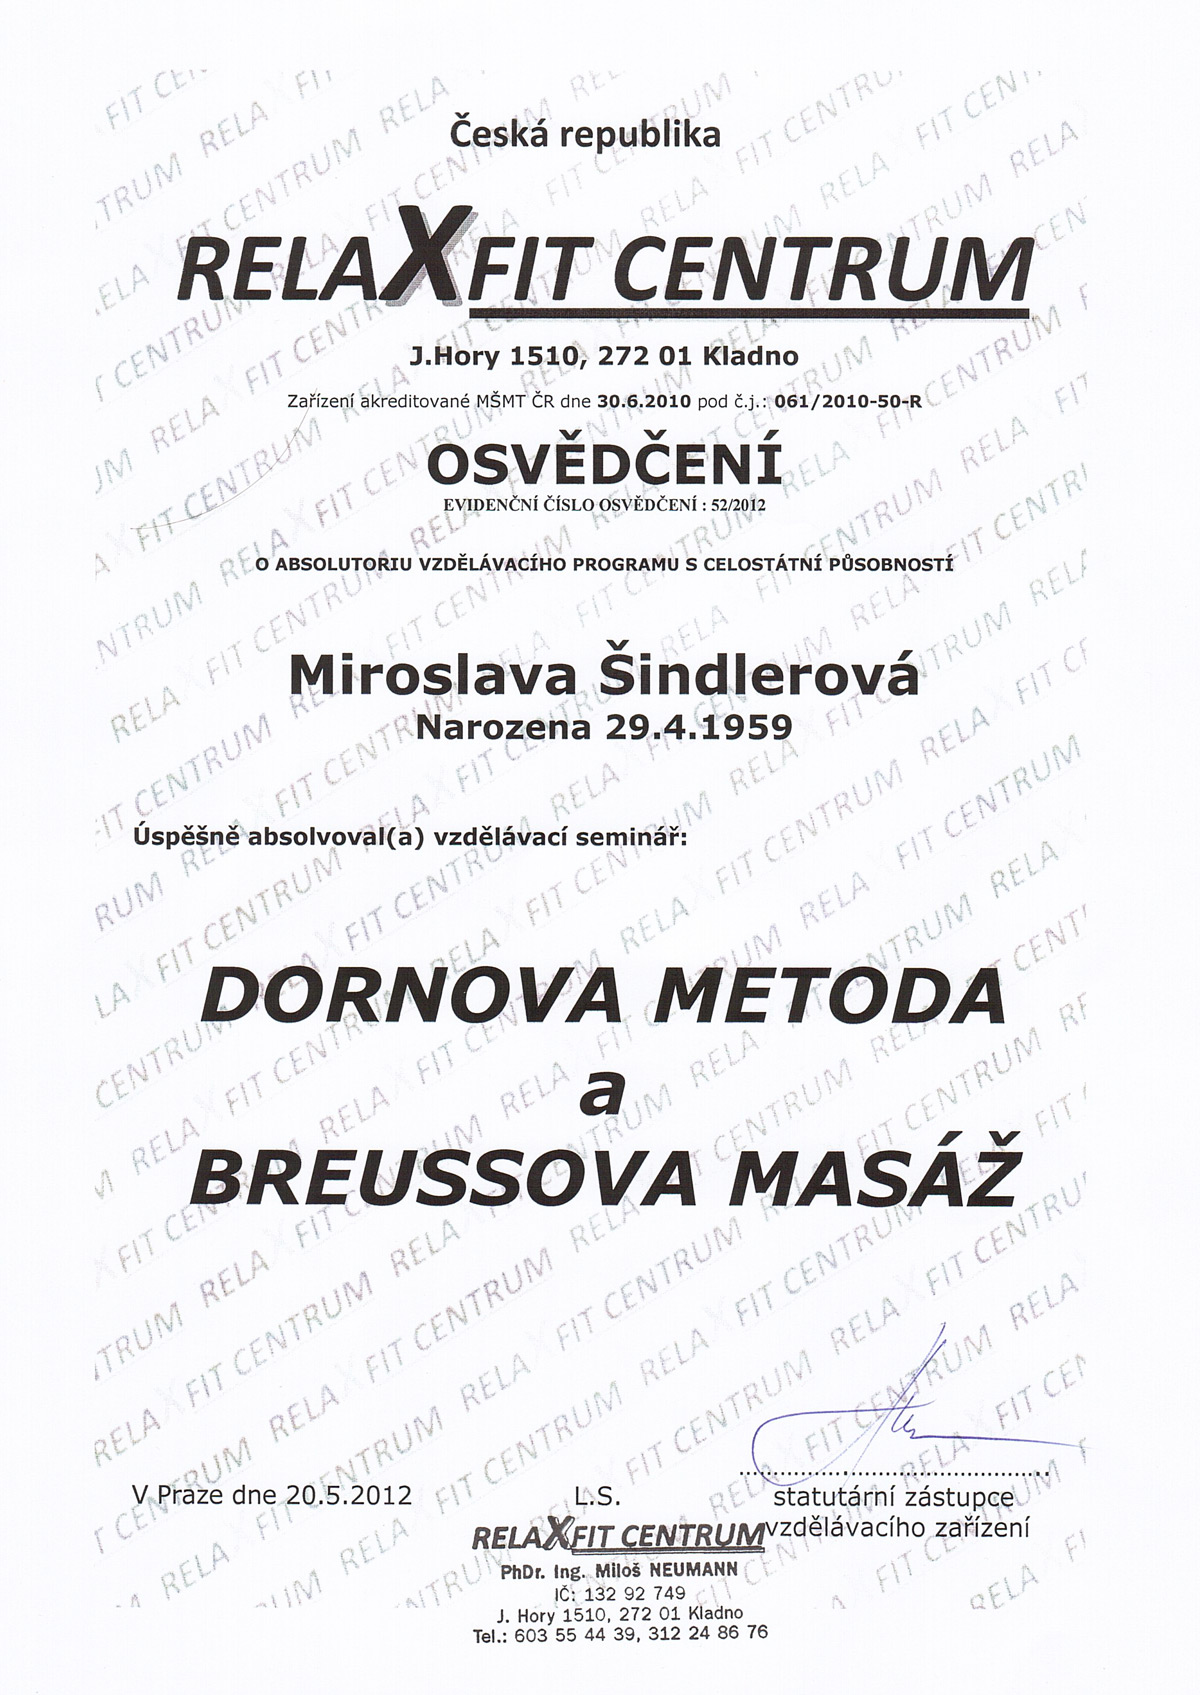 Česká republika
RELAXFIT CENTRUM
J.Hory 1510, 272 01 Kladno
Zařízení akreditované MŠMT ČR dne 30.6.2010 pod č.j.: 061/2010-50-R
OSVĚDČENÍ
EVIDENČNÍ ČÍSLO OSVĚDČENÍ : 52/2012
O ABSOLUTORIU VZDĚLÁVACÍHO PROGRAMU S CELOSTÁTNÍ PŮSOBNOSTÍ
Miroslava Šindlerová
Narozena 29.4.1959
Úspěšně absolvoval(a) vzdělávací seminář:
DORNOVA METODA
a
BREUSSOVA MASÁŽ
V Praze dne 20.5.2012 L.S. statutární zástupce
vzdělávacího zařízení
RELAXFIT CENTRUM
PhDr. Ing. Miloš NEUMANN
IČ: 132 92 749
J. Hory 1510, 272 01 Kladno
Tel.: 603 55 44 39, 312 24 86 76